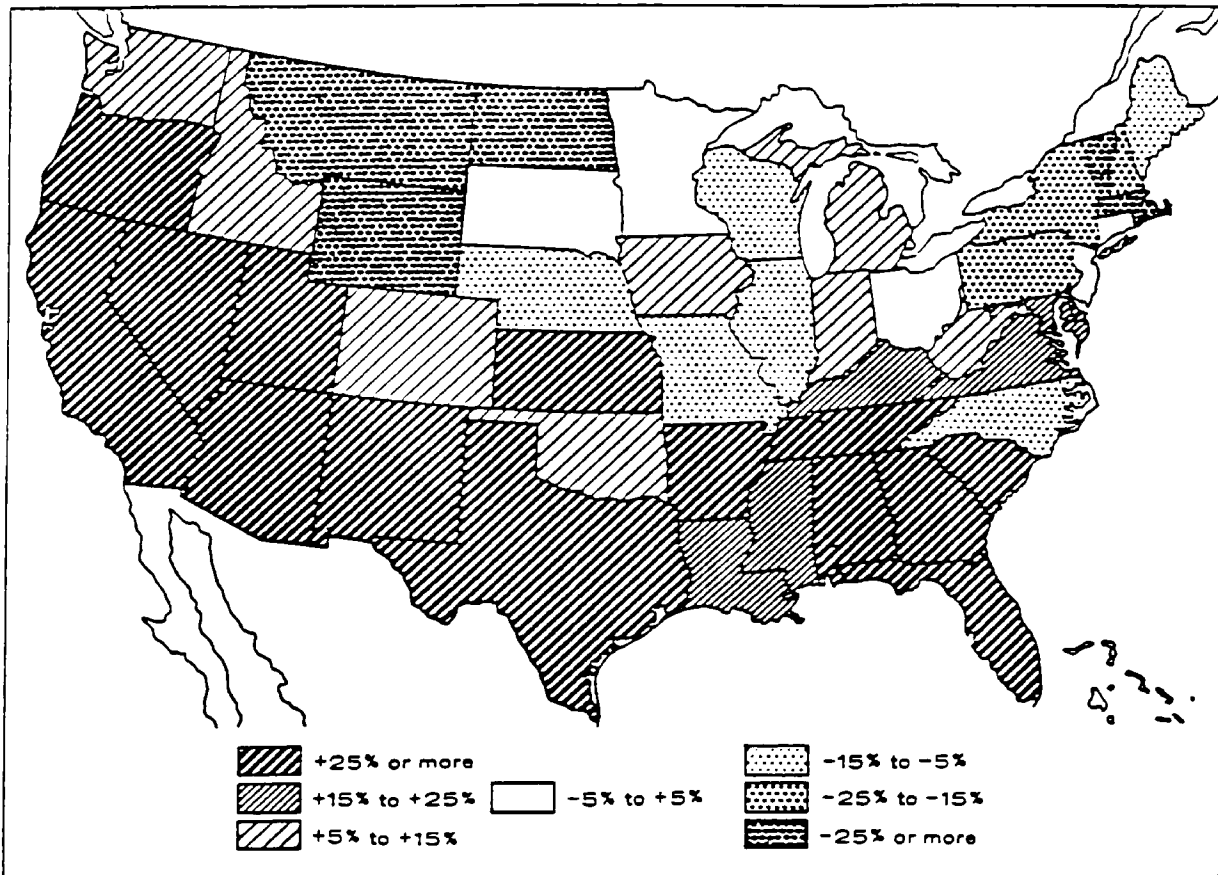 +25% or more
+15% to +25%
+5% to +15%
-5% to +5%
-15% to -5%
-25% to -15%
-25% or more